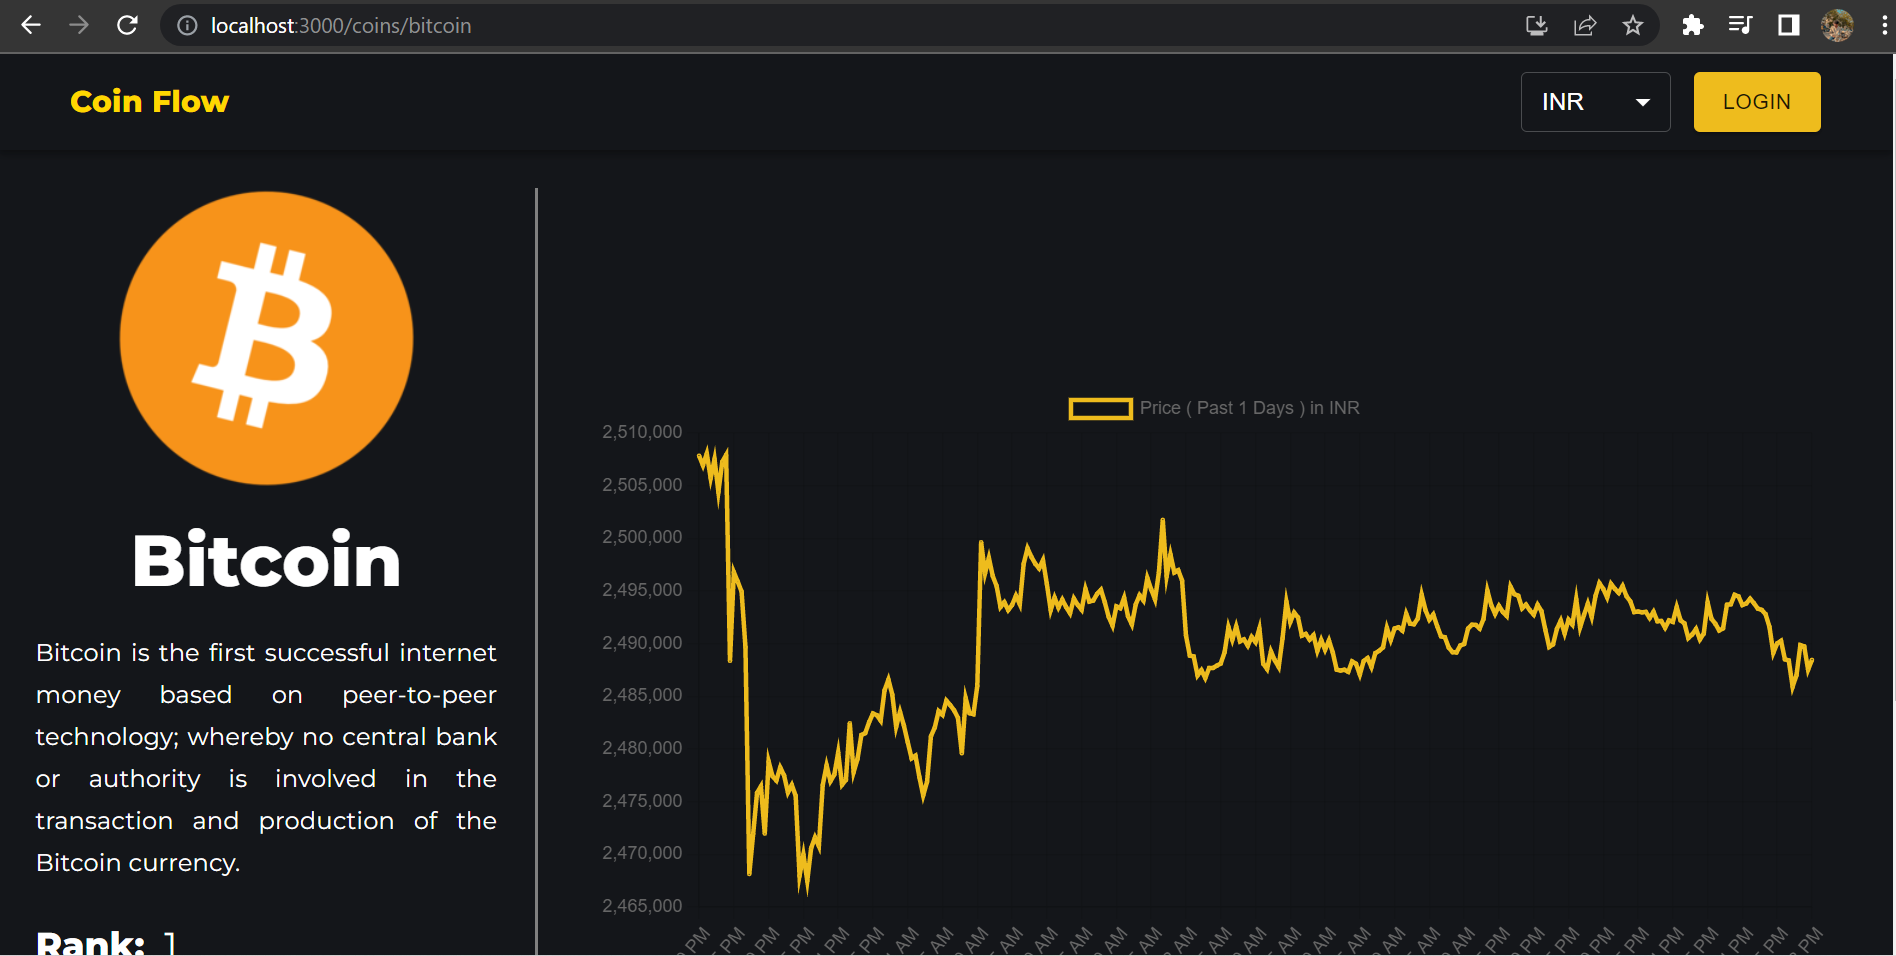 localhost:3000/coins/bitcoin
Coin Flow
INR
LOGIN
Bitcoin
Bitcoin is the first successful internet
money based on peer-to-peer
technology; whereby no central bank
or authority is involved in the
transaction and production of the
Bitcoin currency.
Rank: 1
Price ( Past 1 Days ) in INR
2,510,000
2,505,000
2,500,000
2,495,000
2,490,000
2,485,000
2,480,000
2,475,000
2,470,000
2,465,000
PM PM PM PM PM PM AM AM AM AM AM AM AM AM AM AM AM AM AM AM AM AM AM PM PM PM PM PM PM PM PM PM PM